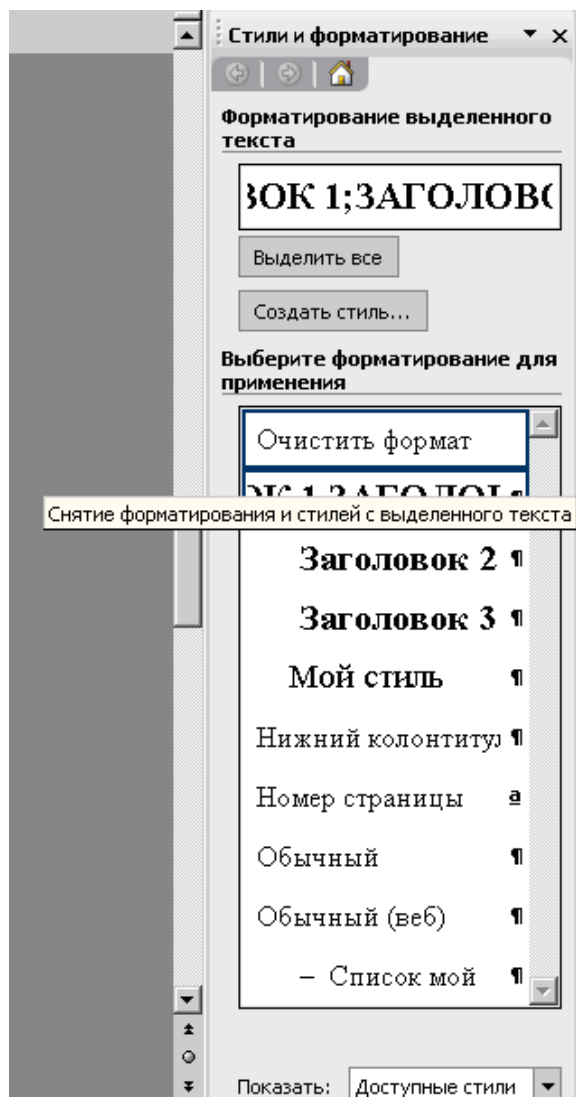 Стили и форматирование
Форматирование выделенного
текста
ЗОК 1;ЗАГОЛОВО
Выделить все
Создать стиль...
Выберите форматирование для
применения
Очистить формат
Снятие форматирования и стилей с выделенного текста
Заголовок 2 ¶
Заголовок 3 ¶
Мой стиль ¶
Нижний колонтитул ¶
Номер страницы a
Обычный ¶
Обычный (веб) ¶
– Список мой ¶
Показать: Доступные стили